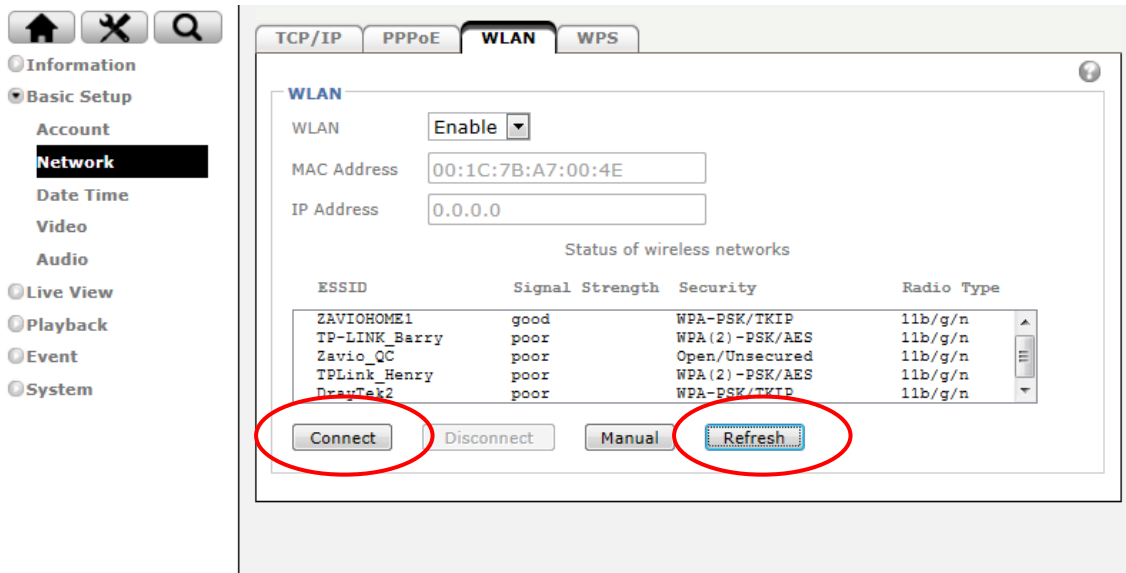 Information
Basic Setup
Account
Network
Date Time
Video
Audio
Live View
Playback
Event
System
TCP/IP PPPoE WLAN WPS
WLAN
WLAN Enable
MAC Address 00:1C:7B:A7:00:4E
IP Address 0.0.0.0
Status of wireless networks
ESSID Signal Strength Security Radio Type
ZAVIOHOME1 good WPA-PSK/TKIP 11b/g/n
TP-LINK_Barry poor WPA(2)-PSK/AES 11b/g/n
Zavio_QC poor Open/Unsecured 11b/g/n
TPLink_Henry poor WPA(2)-PSK/AES 11b/g/n
DrayTek2 poor WPA-PSK/TKIP 11b/g/n
Connect Disconnect Manual Refresh